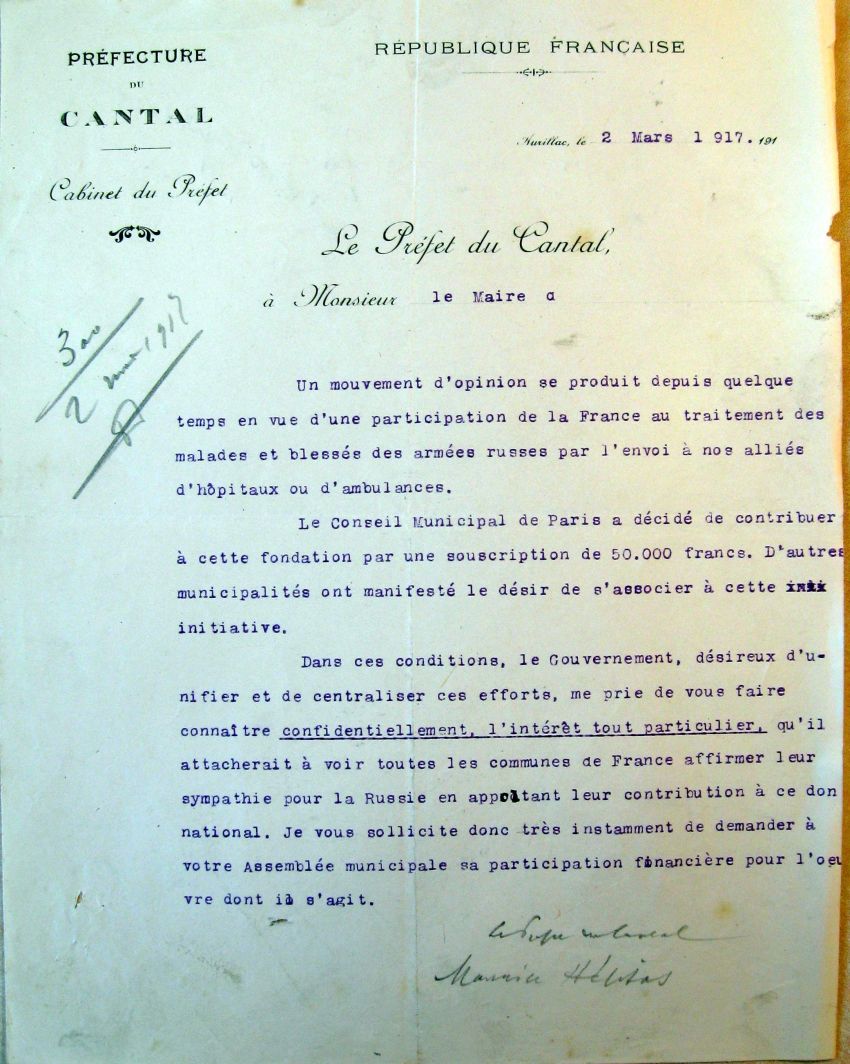 PRÉFECTURE
DU
CANTAL
Cabinet du Préfet
RÉPUBLIQUE FRANÇAISE
Aurillac, le 2 Mars 1 917. 191
Le Préfet du Cantal,
à Monsieur le Maire a
300
2 1917
Un mouvement d'opinion se produit depuis quelque
temps en vue d'une participation de la France au traitement des
malades et blessés des armées russes par l'envoi à nos alliés
d'hôpitaux ou d'ambulances.
Le Conseil Municipal de Paris a décidé de contribuer
à cette fondation par une souscription de 50.000 francs. D'autres
municipalités ont manifesté le désir de s'associer à cette
initiative.
Dans ces conditions, le Gouvernement, désireux d'u-
nifier et de centraliser ces efforts, me prie de vous faire
connaître confidentiellement, l'intérêt tout particulier, qu'il
attacherait à voir toutes les communes de France affirmer leur
sympathie pour la Russie en apportant leur contribution à ce don
national. Je vous sollicite donc très instamment de demander à
votre Assemblée municipale sa participation financière pour l'oeu
vre dont il s'agit.
Maurice